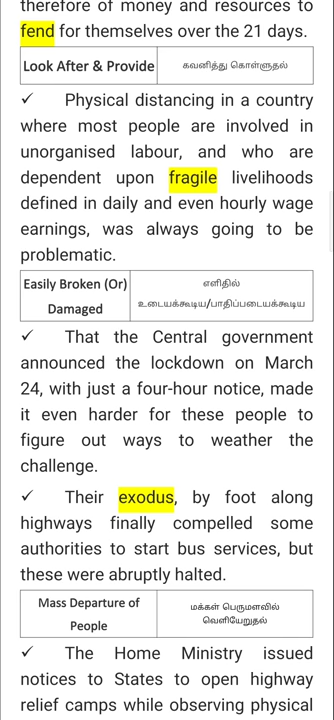 therefore of money and resources to
fend for themselves over the 21 days.
Look After & Provide கவனித்து கொள்ளுதல்
✓ Physical distancing in a country
where most people are involved in
unorganised labour, and who are
dependent upon fragile livelihoods
defined in daily and even hourly wage
earnings, was always going to be
problematic.
Easily Broken (Or) எளிதில்
Damaged உடையக்கூடிய/பாதிப்படையக்கூடிய
✓ That the Central government
announced the lockdown on March
24, with just a four-hour notice, made
it even harder for these people to
figure out ways to weather the
challenge.
✓ Their exodus, by foot along
highways finally compelled some
authorities to start bus services, but
these were abruptly halted.
Mass Departure of மக்கள் பெருமளவில்
People வெளியேறுதல்
✓ The Home Ministry issued
notices to States to open highway
relief camps while observing physical